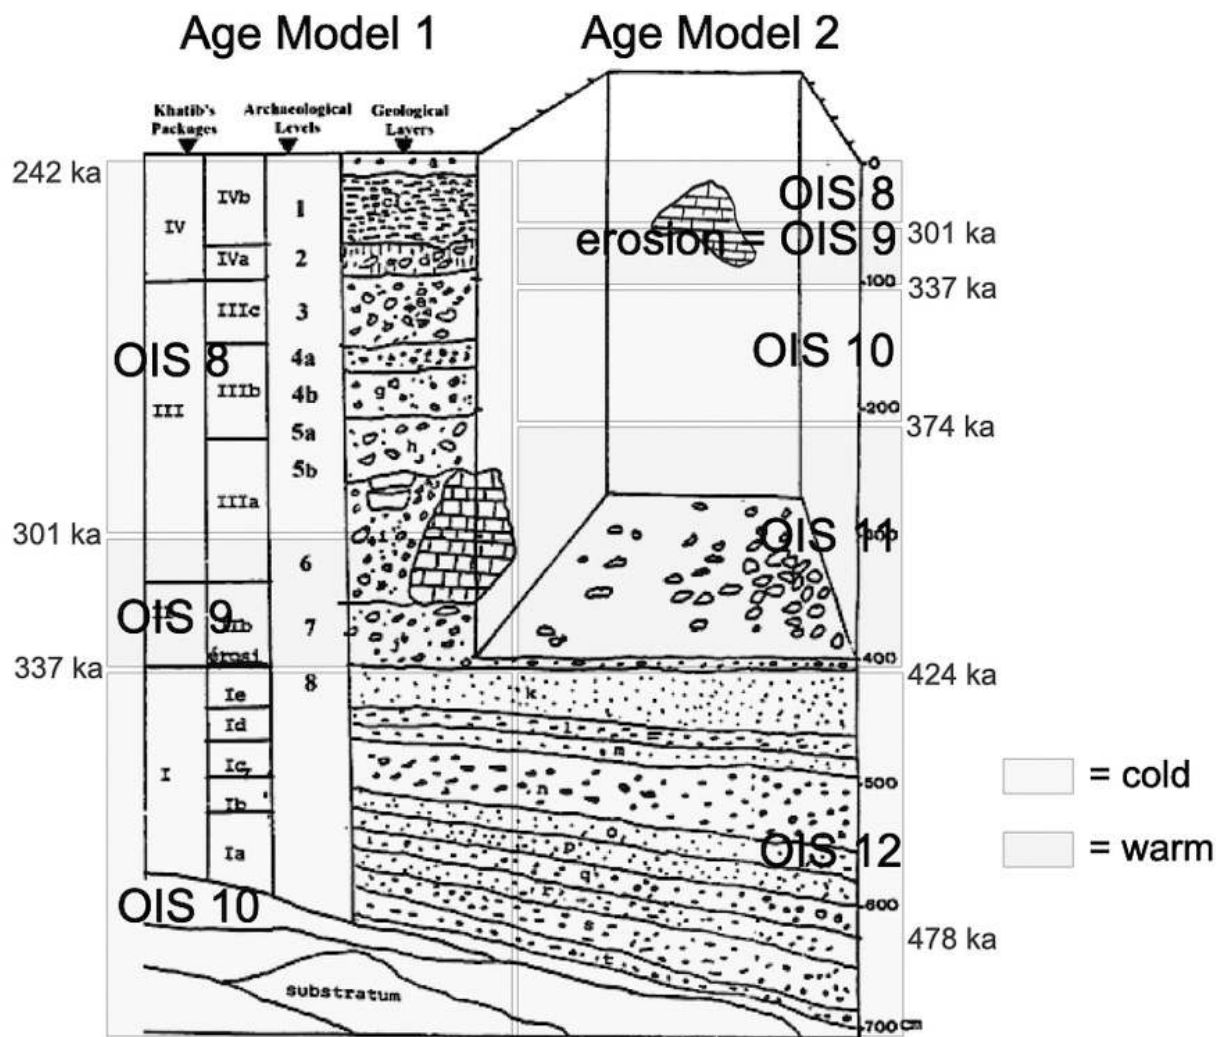 Age Model 1 Age Model 2
Khatib's Packages Archaeological Levels Geological Layers
242 ka
IV IVb 1
IVa 2
III IIIc 3
OIS 8
IIIb 4a
4b g
5a
5b h
IIIa
301 ka
6 i
OIS 9
7 j
érosi
337 ka
8
I Ie k
Id l
m
Ic n
Ib o
Ia p
q
r
s
t
OIS 10
substratum
0
OIS 8
erosion = OIS 9 301 ka
100 337 ka
OIS 10
200 374 ka
OIS 11
400
424 ka
500
OIS 12
600
478 ka
700 cm
= cold
= warm